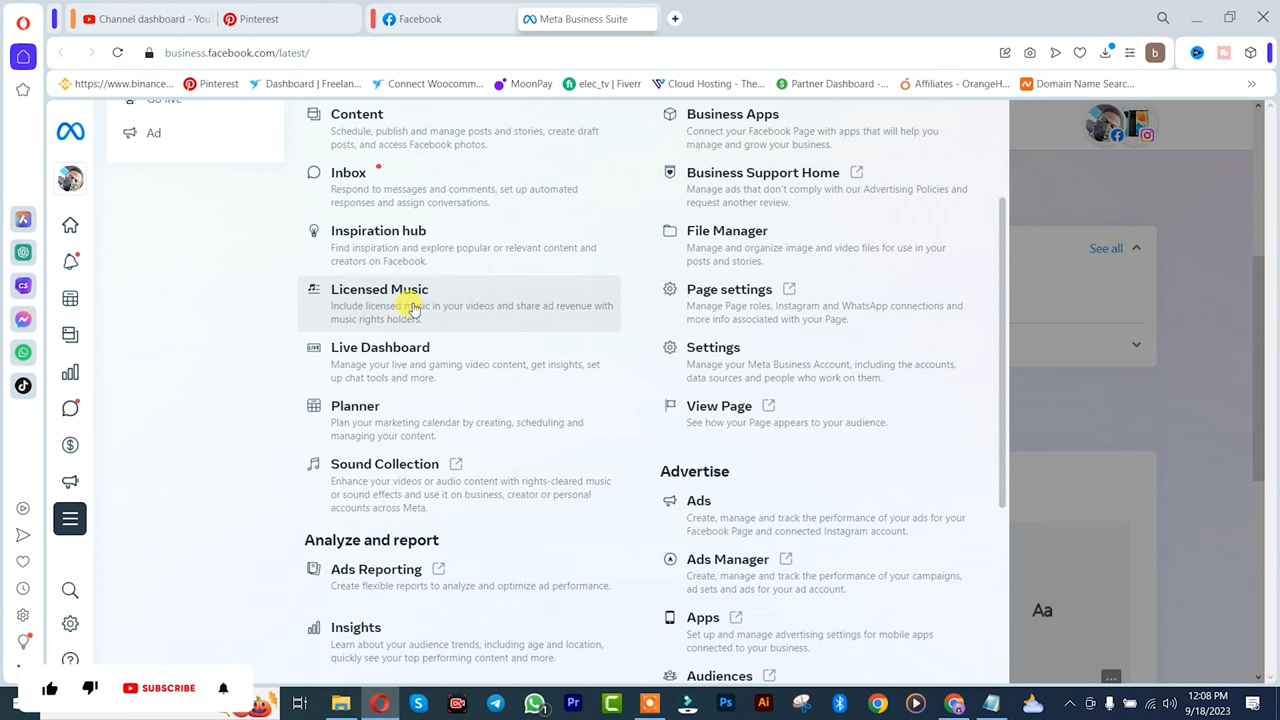 Channel dashboard - You
Pinterest
Facebook
Meta Business Suite
business.facebook.com/latest/
b
https://www.binance...
Pinterest
Dashboard | Freelan...
Connect Woocomm...
MoonPay
elec_tv | Fiverr
Cloud Hosting - The...
Partner Dashboard -...
Affiliates - OrangeH...
Domain Name Searc...
Go live
Ad
Content
Schedule, publish and manage posts and stories, create draft
posts, and access Facebook photos.
Inbox
Respond to messages and comments, set up automated
responses and assign conversations.
Inspiration hub
Find inspiration and explore popular or relevant content and
creators on Facebook.
Licensed Music
Include licensed music in your videos and share ad revenue with
music rights holders.
Live Dashboard
Manage your live and gaming video content, get insights, set
up chat tools and more.
Planner
Plan your marketing calendar by creating, scheduling and
managing your content.
Sound Collection
Enhance your videos or audio content with rights-cleared music
or sound effects and use it on business, creator or personal
accounts across Meta.
Analyze and report
Ads Reporting
Create flexible reports to analyze and optimize ad performance.
Insights
Learn about your audience trends, including age and location,
quickly see your top performing content and more.
Business Apps
Connect your Facebook Page with apps that will help you
manage and grow your business.
Business Support Home
Manage ads that don't comply with our Advertising Policies and
request another review.
File Manager
Manage and organize image and video files for use in your
posts and stories.
Page settings
Manage Page roles, Instagram and WhatsApp connections and
more info associated with your Page.
Settings
Manage your Meta Business Account, including the accounts,
data sources and people who work on them.
View Page
See how your Page appears to your audience.
Advertise
Ads
Create, manage and track the performance of your ads for your
Facebook Page and connected Instagram account.
Ads Manager
Create, manage and track the performance of your campaigns,
ad sets and ads for your ad account.
Apps
Set up and manage advertising settings for mobile apps
connected to your business.
Audiences
See all
Aa
SUBSCRIBE
12:08 PM
9/18/2023